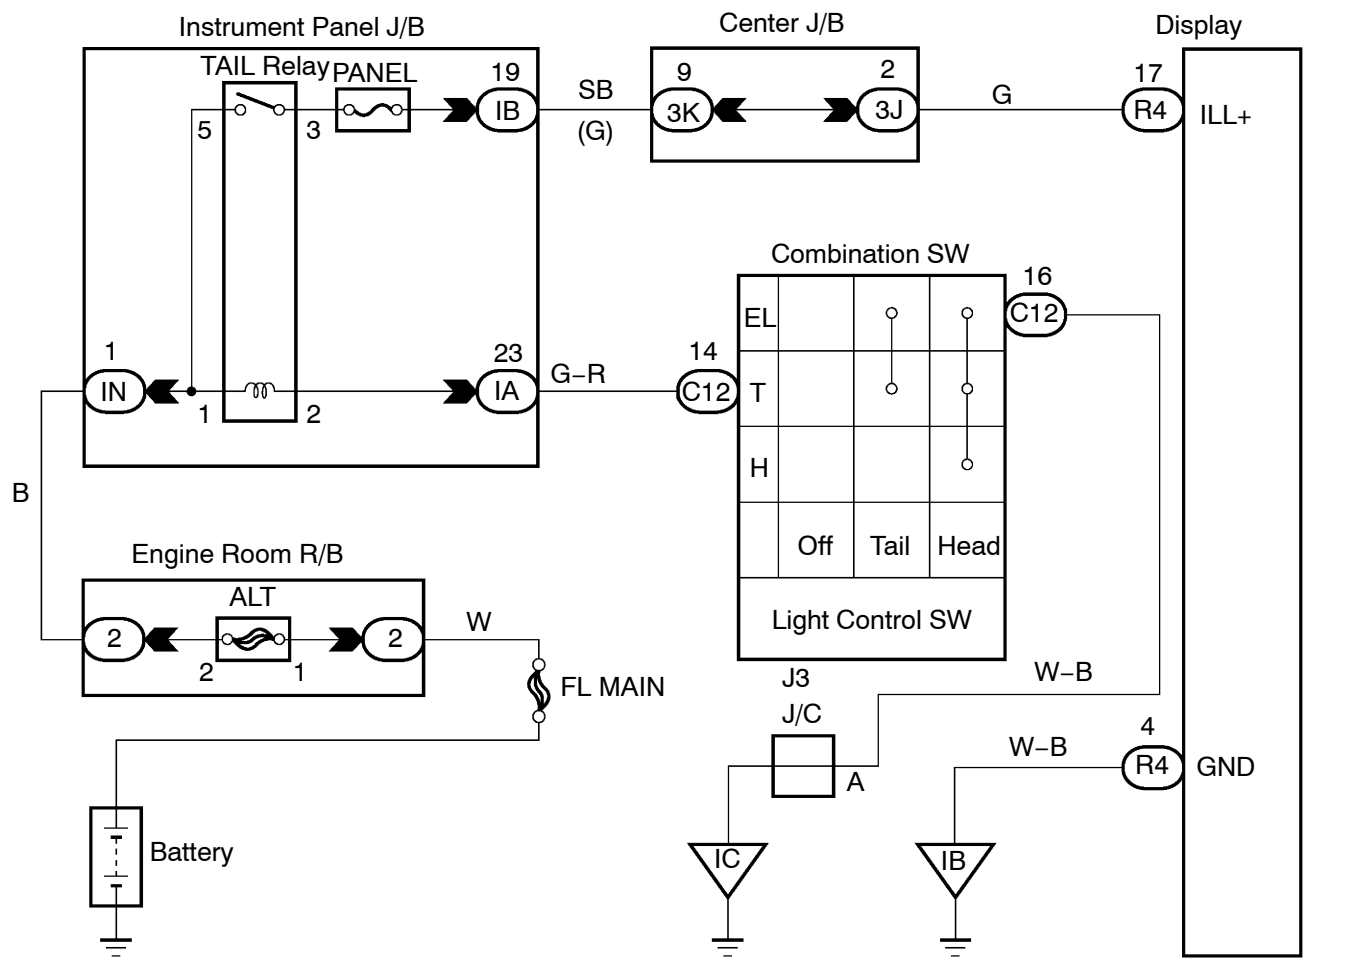 Instrument Panel J/B
Center J/B
Display
TAIL Relay
PANEL
19
SB
9
2
17
IB
(G)
3K
3J
G
R4
ILL+
5
3
Combination SW
16
EL
C12
1
23
14
IN
IA
G–R
C12
T
1
2
H
B
Off
Tail
Head
Engine Room R/B
ALT
2
2
W
Light Control SW
2
1
FL MAIN
J3
J/C
W–B
4
W–B
R4
GND
A
Battery
IC
IB